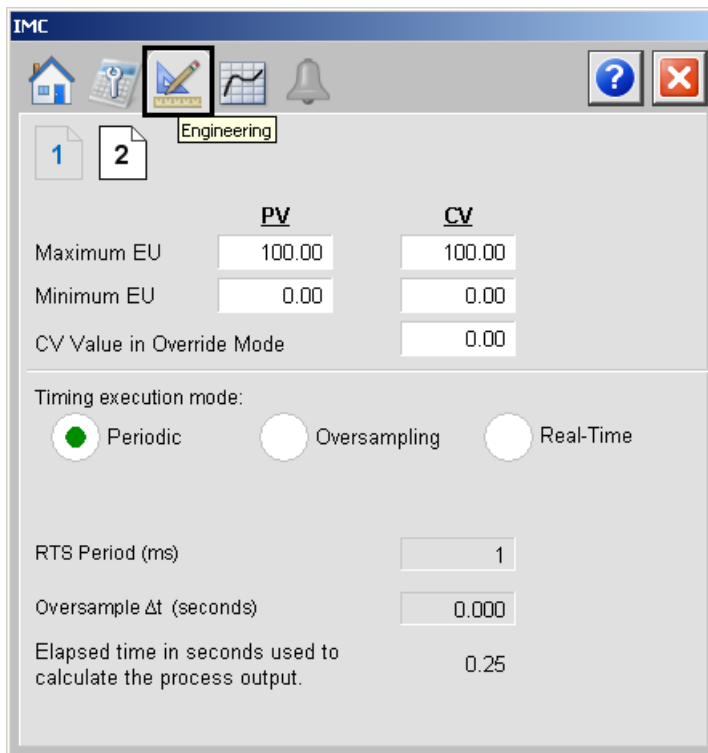 IMC
?
Engineering
1 2
PV CV
Maximum EU 100.00 100.00
Minimum EU 0.00 0.00
CV Value in Override Mode 0.00
Timing execution mode:
Periodic Oversampling Real-Time
RTS Period (ms) 1
Oversample Δt (seconds) 0.000
Elapsed time in seconds used to
calculate the process output. 0.25